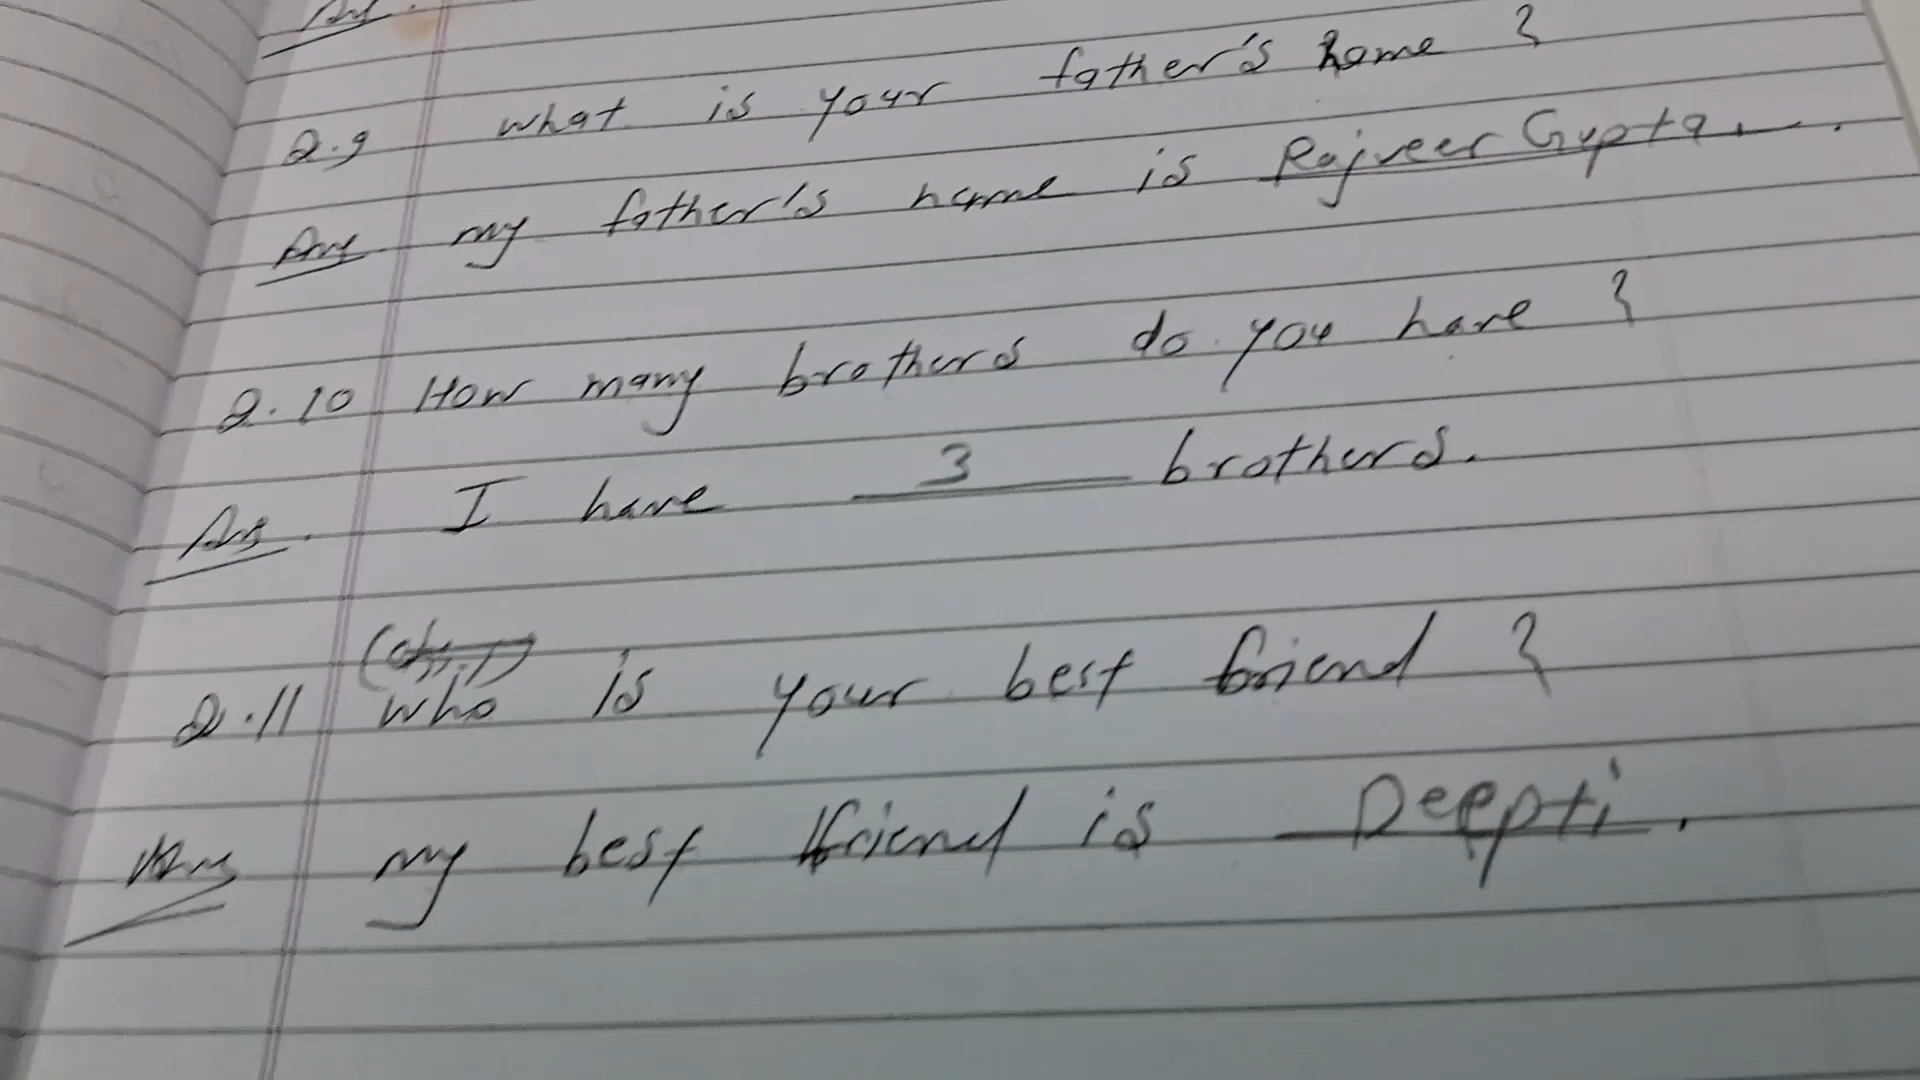 Ans.
Q.9 what is your father's name ?
Ans my father's name is Rajveer Gupta.
Q.10 How many brothers do you have ?
Ans. I have 3 brothers.
Q.11 who is your best friend ?
Ans my best friend is Deepti.